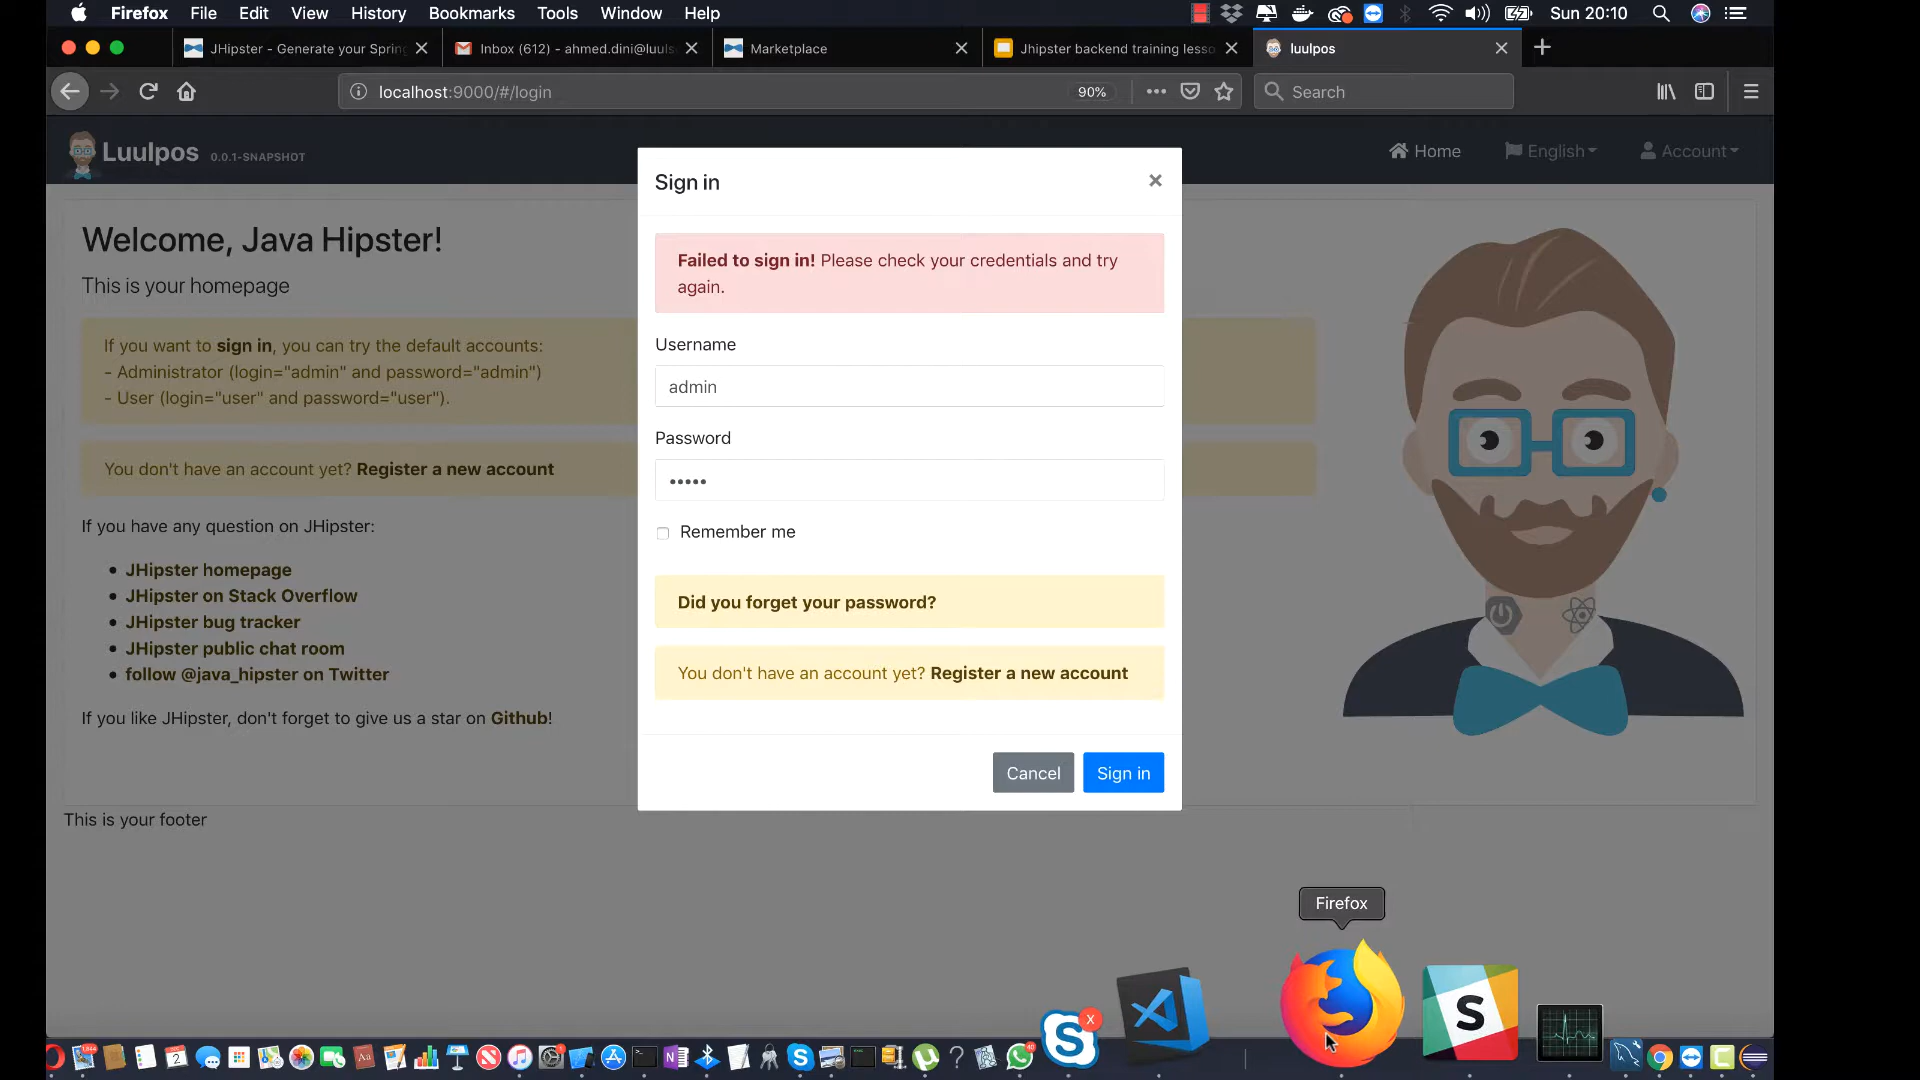 Firefox File Edit View History Bookmarks Tools Window Help
Sun 20:10
JHipster - Generate your Spring
Inbox (612) - ahmed.dini@luuls
Marketplace
Jhipster backend training lesso
luulpos
localhost:9000/#/login
90%
Search
Luulpos 0.0.1-SNAPSHOT
Home
English
Account
Welcome, Java Hipster!
This is your homepage
If you want to sign in, you can try the default accounts:
- Administrator (login="admin" and password="admin")
- User (login="user" and password="user").
You don't have an account yet? Register a new account
If you have any question on JHipster:
JHipster homepage
JHipster on Stack Overflow
JHipster bug tracker
JHipster public chat room
follow @java_hipster on Twitter
If you like JHipster, don't forget to give us a star on Github!
This is your footer
Sign in
Failed to sign in! Please check your credentials and try
again.
Username
admin
Password
Remember me
Did you forget your password?
You don't have an account yet? Register a new account
Cancel
Sign in
Firefox